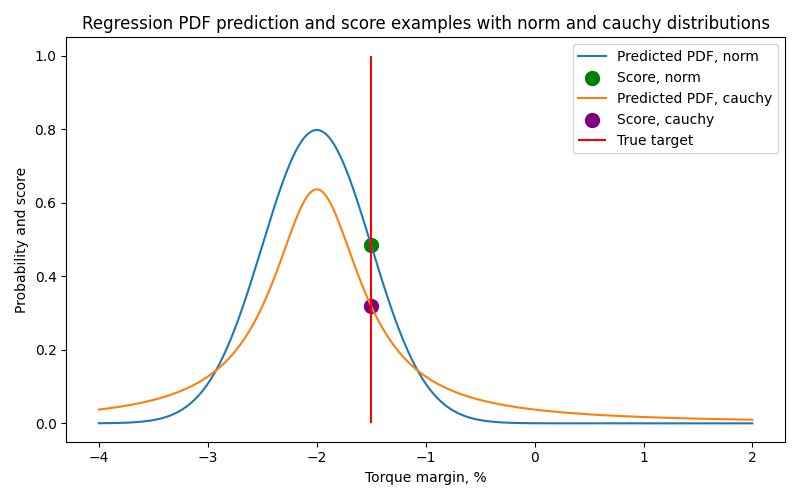 Regression PDF prediction and score examples with norm and cauchy distributions
Predicted PDF, norm
Score, norm
Predicted PDF, cauchy
Score, cauchy
True target
Probability and score
1.0
0.8
0.6
0.4
0.2
0.0
−4 −3 −2 −1 0 1 2
Torque margin, %